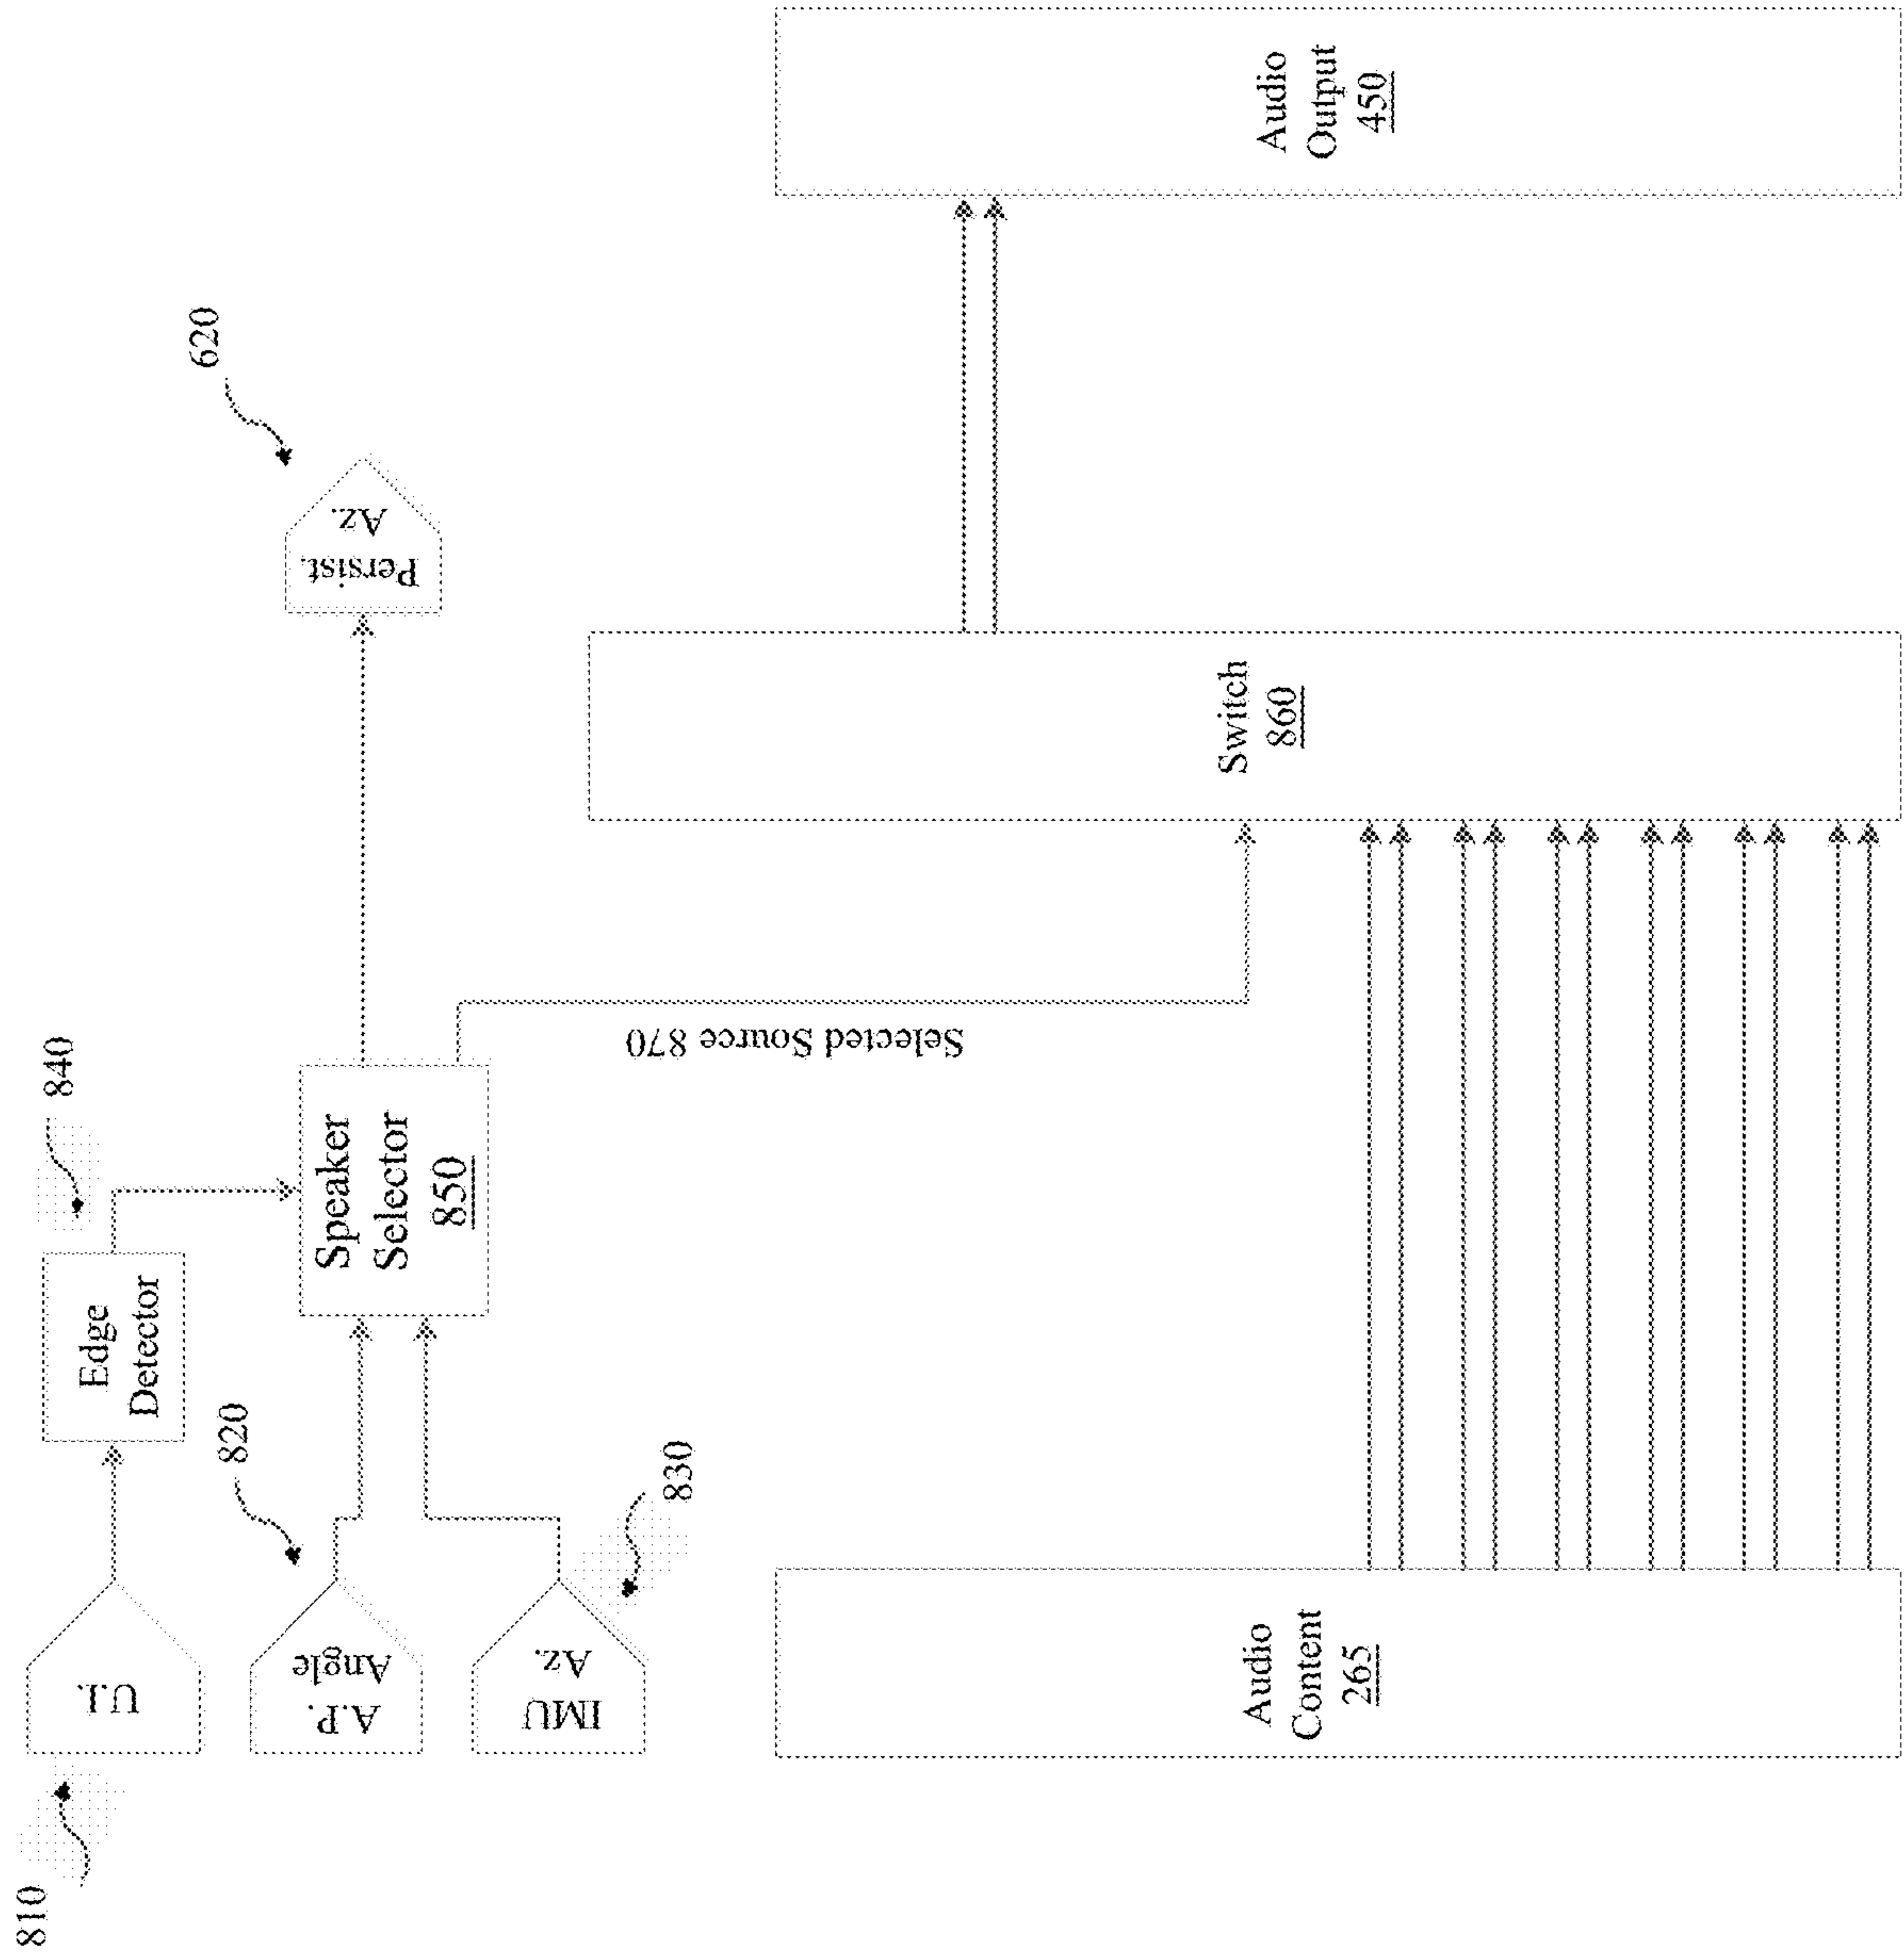 810
U.I.
Edge
Detector
840
820
A.P.
Angle
IMU
Az.
830
Speaker
Selector
850
Persist.
Az.
620
Selected Source 870
Audio
Content
265
Switch
860
Audio
Output
450